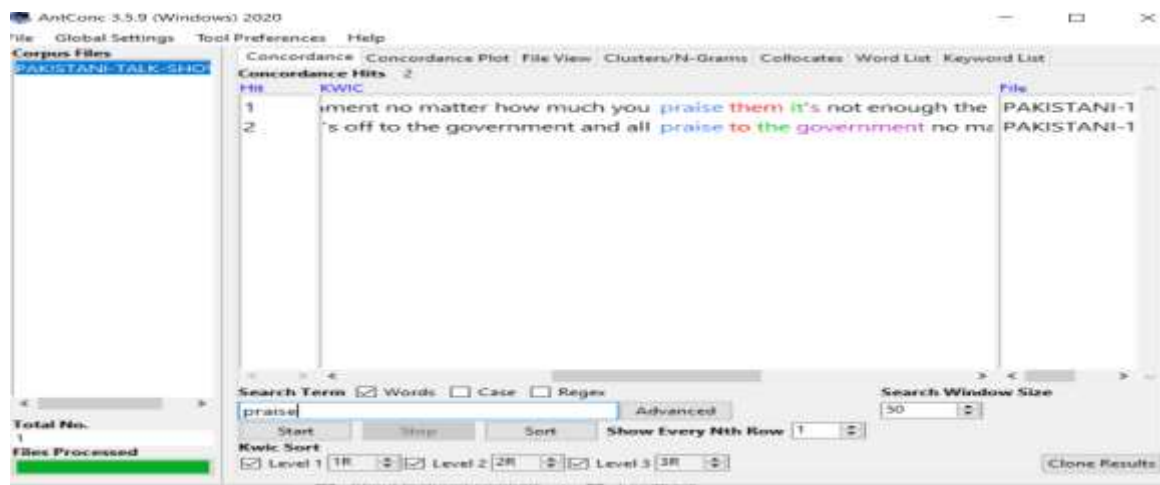 AntConc 3.5.9 (Windows) 2020
File Global Settings Tool Preferences Help
Corpus Files
PAKISTANI-TALK-SHO
Concordance Concordance Plot File View Clusters/N-Grams Collocates Word List Keyword List
Concordance Hits 2
Hit KWIC File
1 ment no matter how much you praise them it's not enough the PAKISTANI-T
2 's off to the government and all praise to the government no ma PAKISTANI-T
Search Term Words Case Regex Search Window Size
praise Advanced 50
Total No.
1
Start Stop Sort Show Every Nth Row 1
Files Processed
Kwic Sort
Level 1 1R Level 2 2R Level 3 3R Clone Results